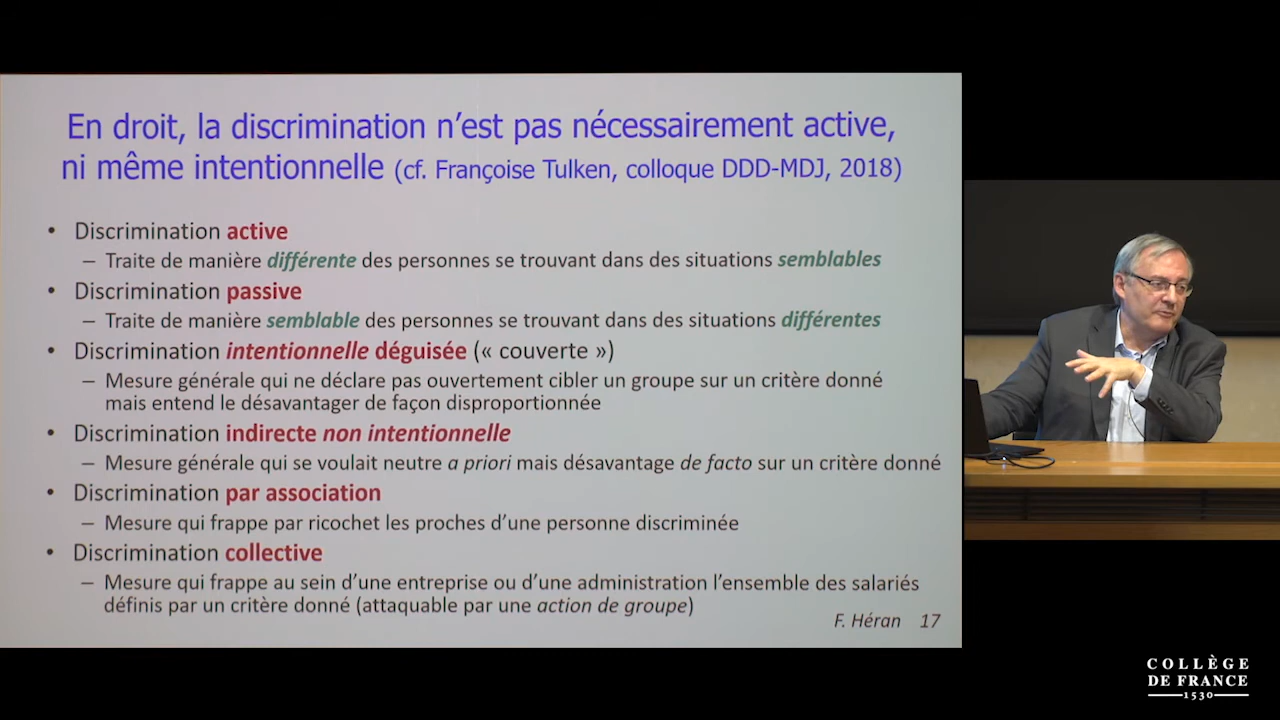 En droit, la discrimination n'est pas nécessairement active,
ni même intentionnelle (cf. Françoise Tulken, colloque DDD-MDJ, 2018)
• Discrimination active
– Traite de manière différente des personnes se trouvant dans des situations semblables
• Discrimination passive
– Traite de manière semblable des personnes se trouvant dans des situations différentes
• Discrimination intentionnelle déguisée (« couverte »)
– Mesure générale qui ne déclare pas ouvertement cibler un groupe sur un critère donné
mais entend le désavantager de façon disproportionnée
• Discrimination indirecte non intentionnelle
– Mesure générale qui se voulait neutre a priori mais désavantage de facto sur un critère donné
• Discrimination par association
– Mesure qui frappe par ricochet les proches d'une personne discriminée
• Discrimination collective
– Mesure qui frappe au sein d'une entreprise ou d'une administration l'ensemble des salariés
définis par un critère donné (attaquable par une action de groupe)
F. Héran 17
COLLÈGE
DE FRANCE
1530